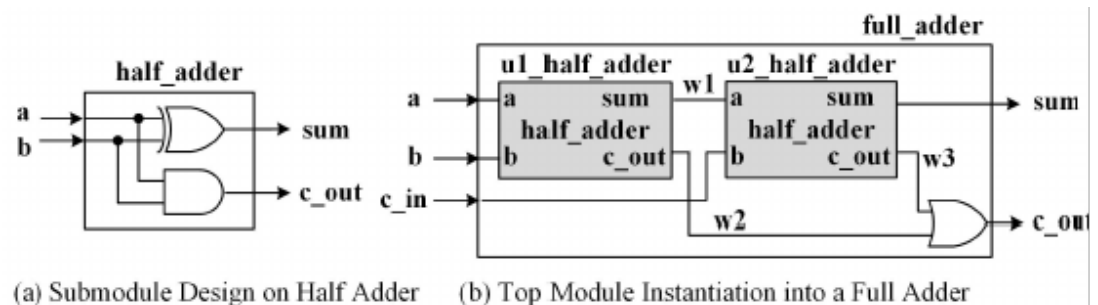 full_adder
half_adder
a
b
sum
c_out
u1_half_adder
w1
u2_half_adder
a
b
c_in
a sum
half_adder
b c_out
a sum
half_adder
b c_out
w2
w3
sum
c_out
(a) Submodule Design on Half Adder
(b) Top Module Instantiation into a Full Adder